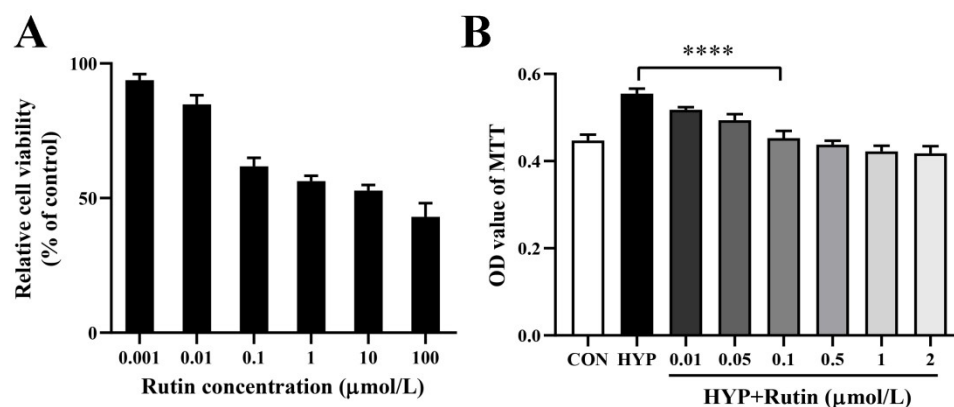 A
Relative cell viability
(% of control)
100
50
0
0.001 0.01 0.1 1 10 100
Rutin concentration (μmol/L)
B
****
OD value of MTT
0.6
0.4
0.2
0.0
CON HYP 0.01 0.05 0.1 0.5 1 2
HYP+Rutin (μmol/L)